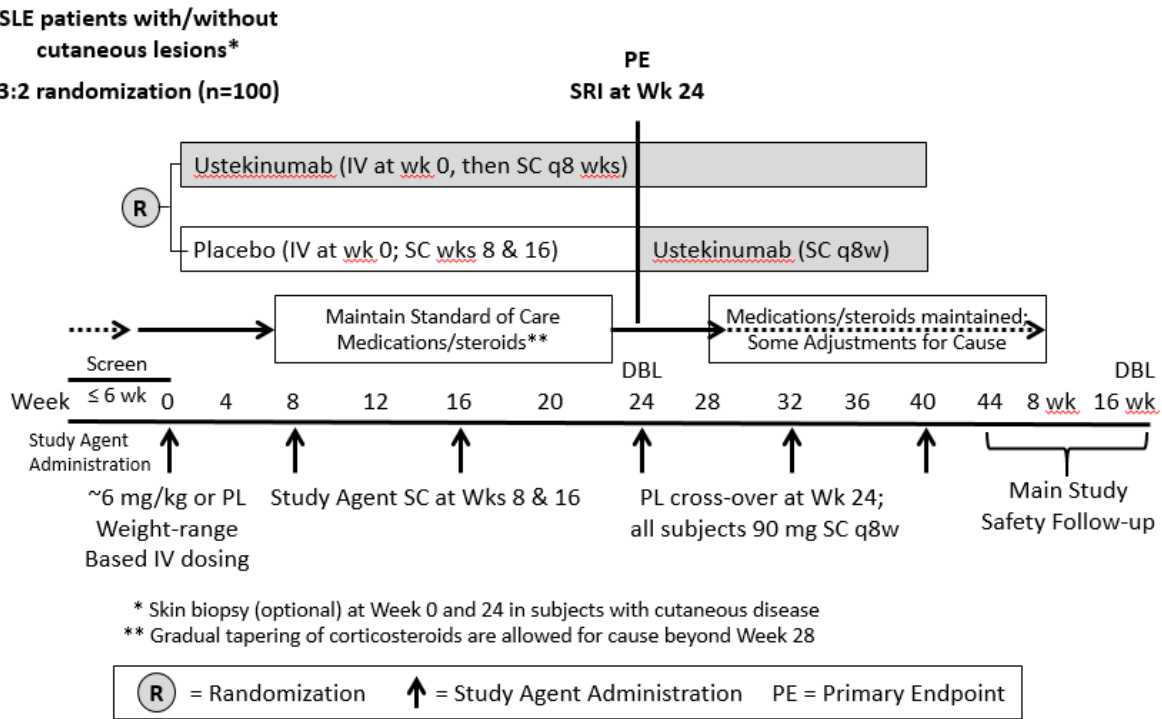 SLE patients with/without
cutaneous lesions*
3:2 randomization (n=100)
PE
SRI at Wk 24
Ustekinumab (IV at wk 0, then SC q8 wks)
R
Placebo (IV at wk 0; SC wks 8 & 16)
Ustekinumab (SC q8w)
Maintain Standard of Care
Medications/steroids**
Medications/steroids maintained;
Some Adjustments for Cause
Screen
DBL
DBL
Week ≤ 6 wk 0 4 8 12 16 20 24 28 32 36 40 44 8 wk 16 wk
Study Agent
Administration
~6 mg/kg or PL
Weight-range
Based IV dosing
Study Agent SC at Wks 8 & 16
PL cross-over at Wk 24;
all subjects 90 mg SC q8w
Main Study
Safety Follow-up
* Skin biopsy (optional) at Week 0 and 24 in subjects with cutaneous disease
** Gradual tapering of corticosteroids are allowed for cause beyond Week 28
R = Randomization = Study Agent Administration PE = Primary Endpoint